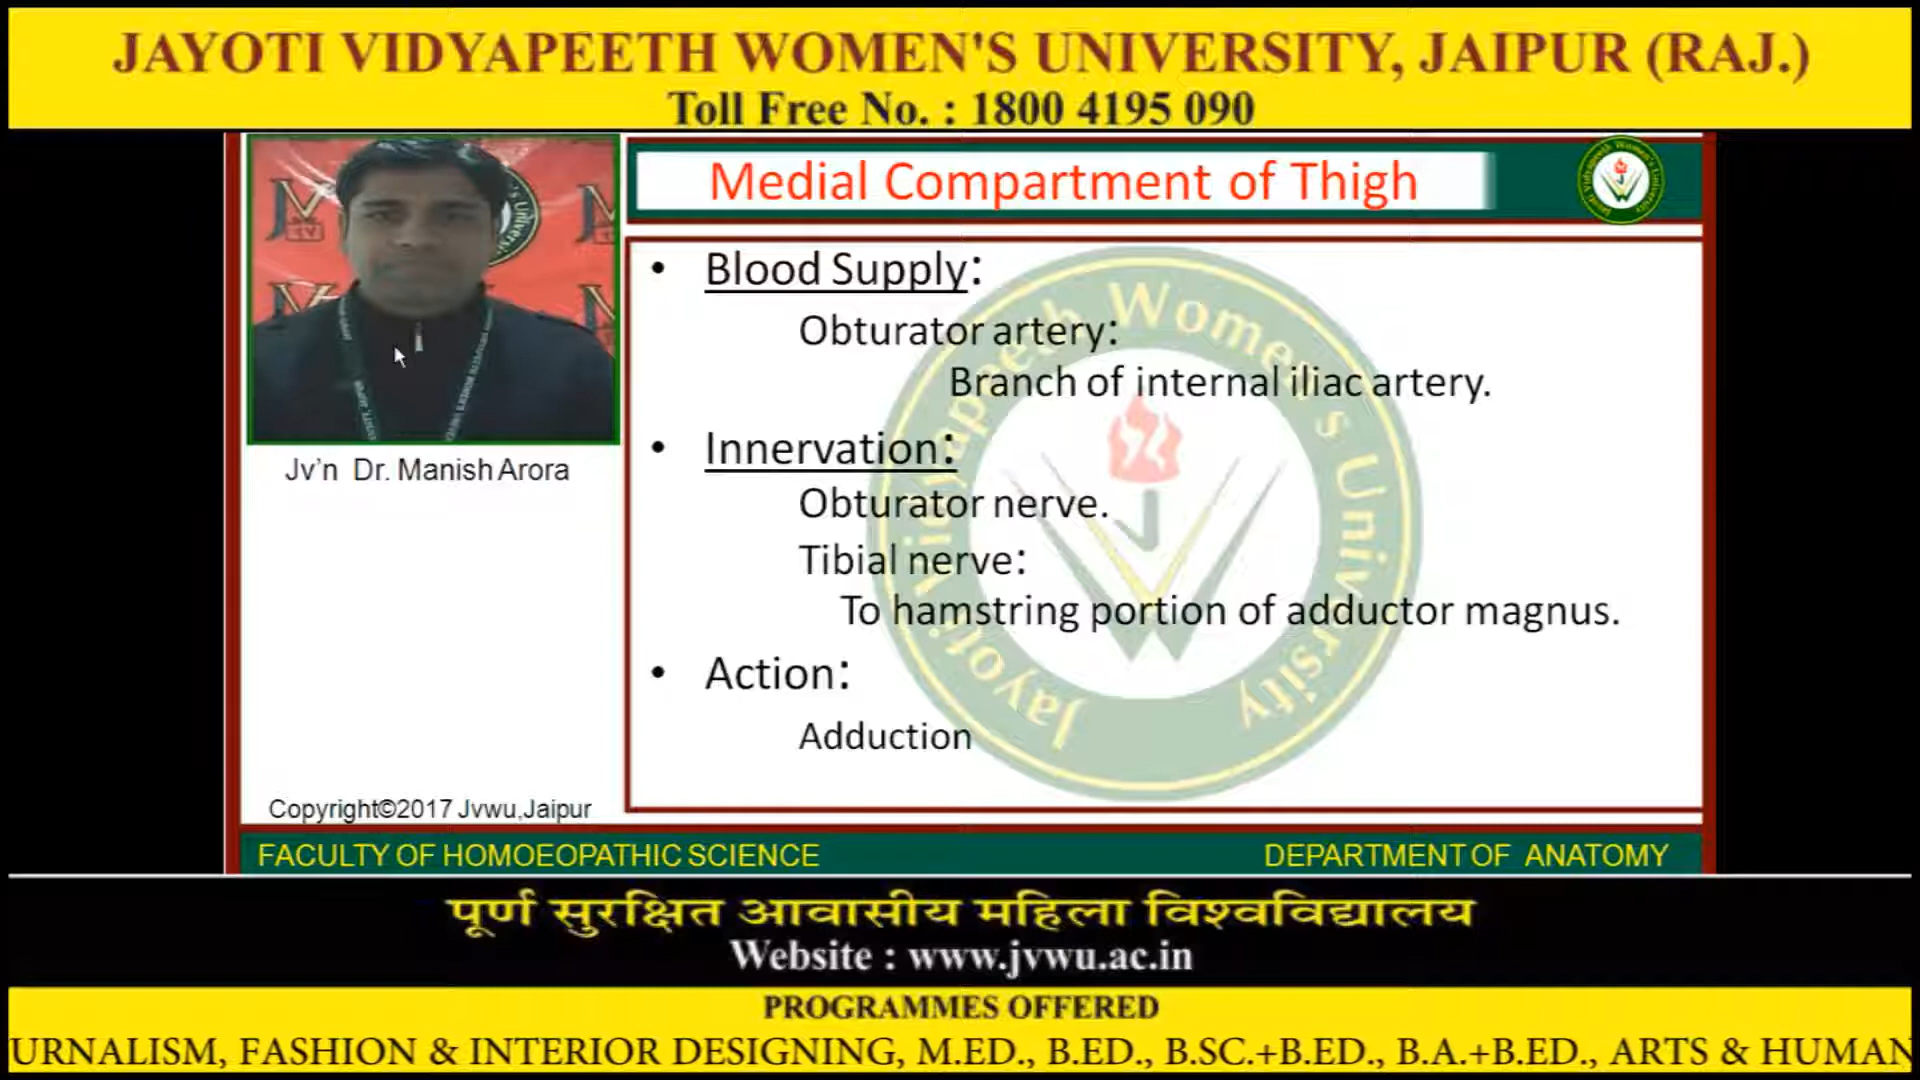 JAYOTI VIDYAPEETH WOMEN'S UNIVERSITY, JAIPUR (RAJ.)
Toll Free No. : 1800 4195 090
Medial Compartment of Thigh
• Blood Supply:
Obturator artery:
Branch of internal iliac artery.
• Innervation:
Obturator nerve.
Tibial nerve:
To hamstring portion of adductor magnus.
• Action:
Adduction
Jayoti Vidyapeeth Women's University
Jv'n Dr. Manish Arora
Copyright©2017 Jvwu,Jaipur
FACULTY OF HOMOEOPATHIC SCIENCE
DEPARTMENT OF ANATOMY
पूर्ण सुरक्षित आवासीय महिला विश्वविद्यालय
Website : www.jvwu.ac.in
PROGRAMMES OFFERED
URNALISM, FASHION & INTERIOR DESIGNING, M.ED., B.ED., B.SC.+B.ED., B.A.+B.ED., ARTS & HUMAN